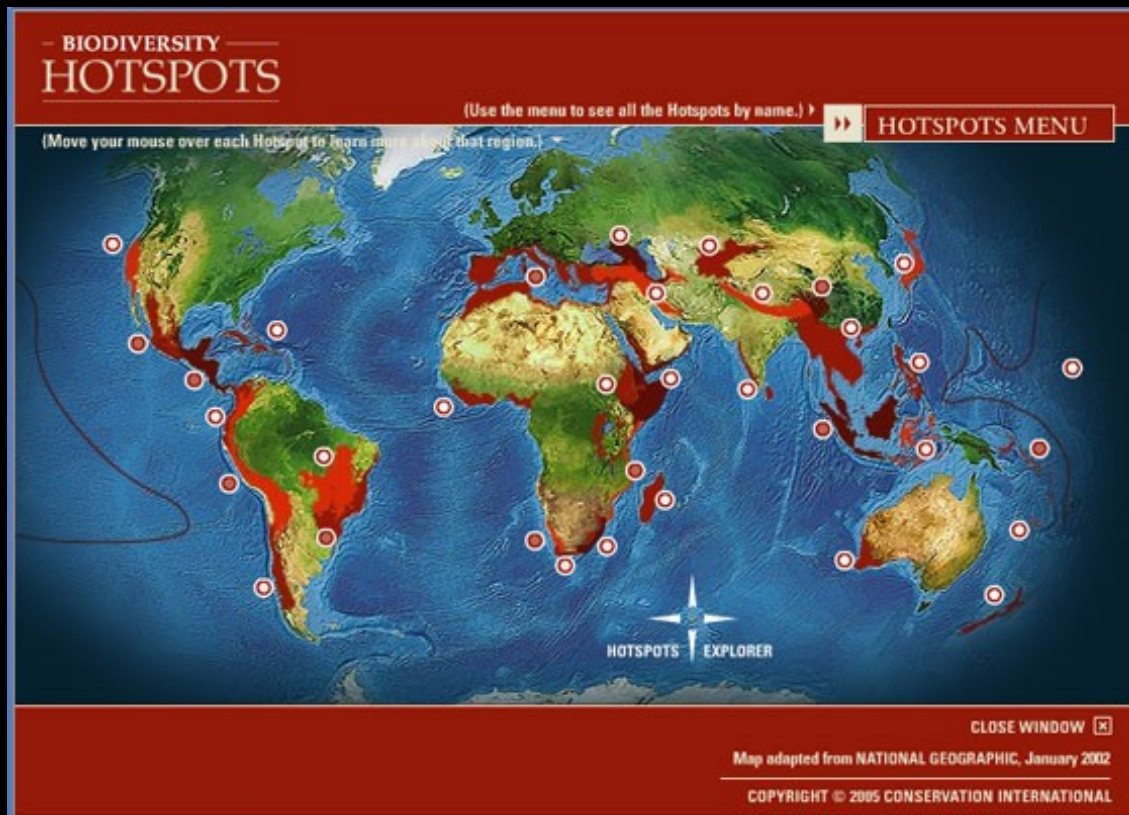 BIODIVERSITY
HOTSPOTS
(Use the menu to see all the Hotspots by name.)
HOTSPOTS MENU
(Move your mouse over each Hotspot to learn more about that region.)
HOTSPOTS EXPLORER
CLOSE WINDOW
Map adapted from NATIONAL GEOGRAPHIC, January 2002
COPYRIGHT © 2005 CONSERVATION INTERNATIONAL